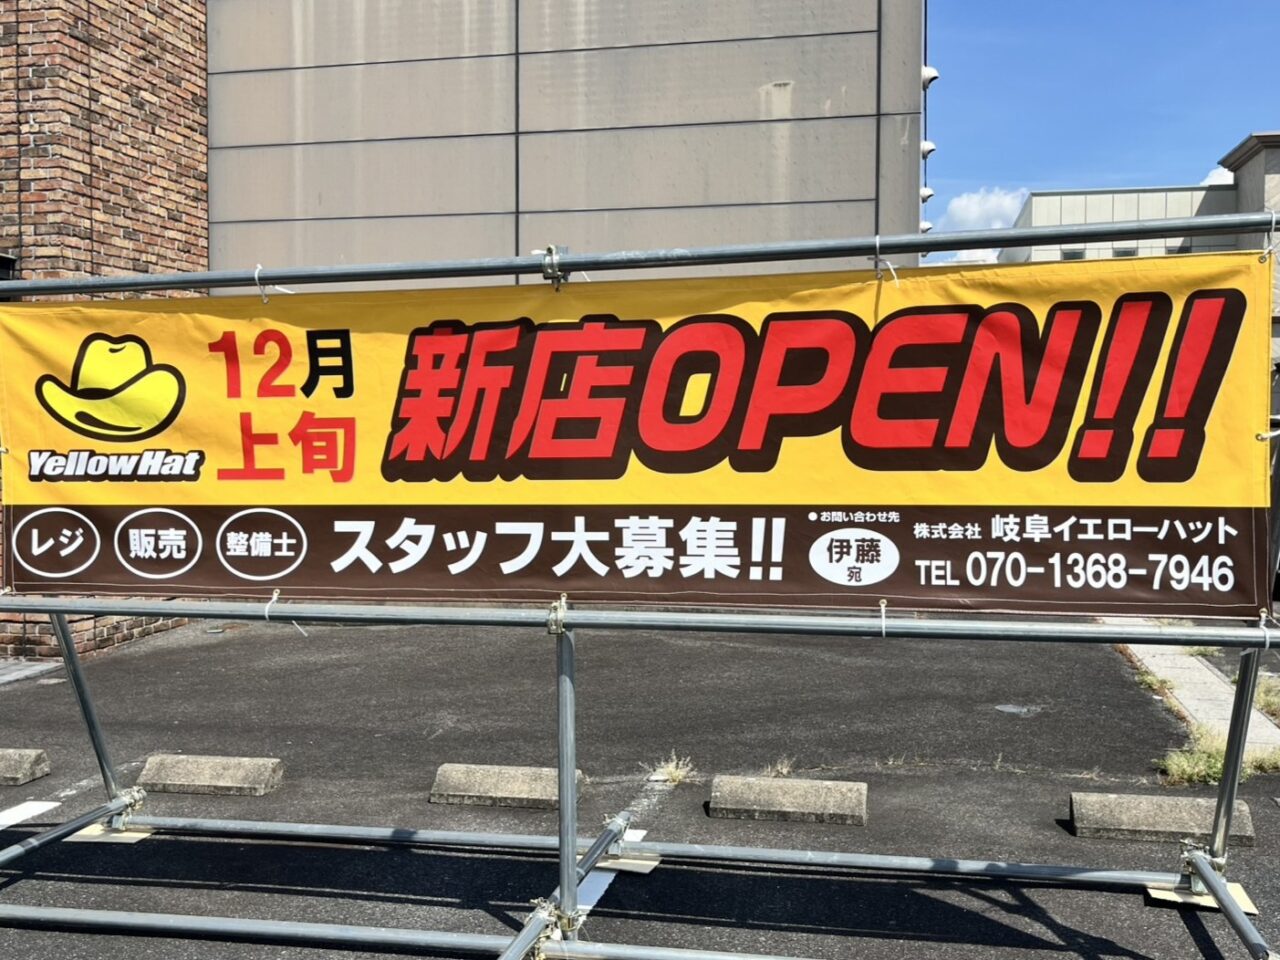 YellowHat
12月
上旬
新店OPEN!!
レジ
販売
整備士
スタッフ大募集!!
●お問い合わせ先
伊藤
宛
株式会社 岐阜イエローハット
TEL 070-1368-7946